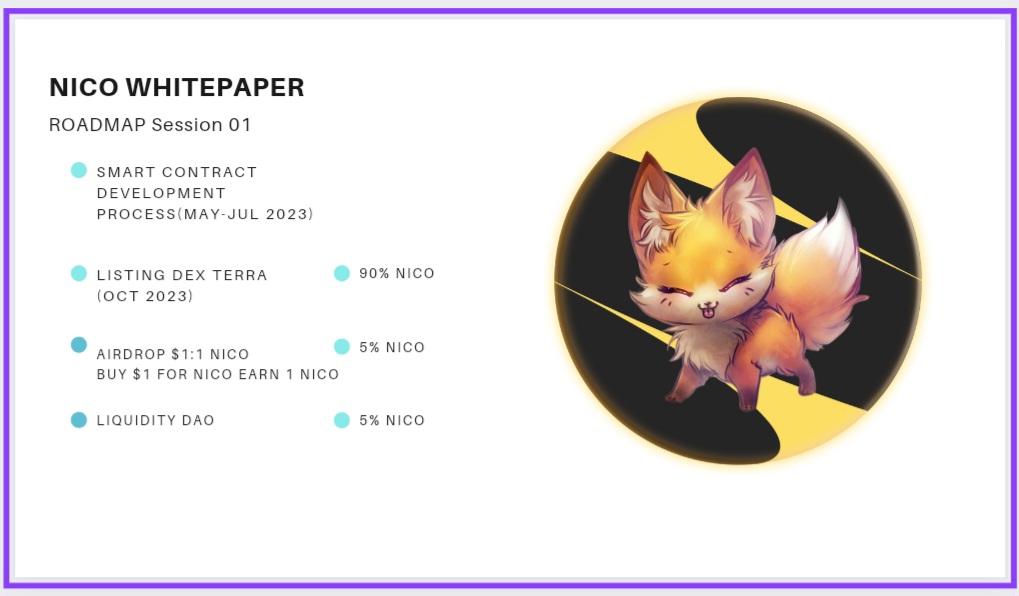 NICO WHITEPAPER
ROADMAP Session 01
SMART CONTRACT
DEVELOPMENT
PROCESS(MAY-JUL 2023)
LISTING DEX TERRA
(OCT 2023)
90% NICO
AIRDROP $1:1 NICO
BUY $1 FOR NICO EARN 1 NICO
5% NICO
LIQUIDITY DAO
5% NICO